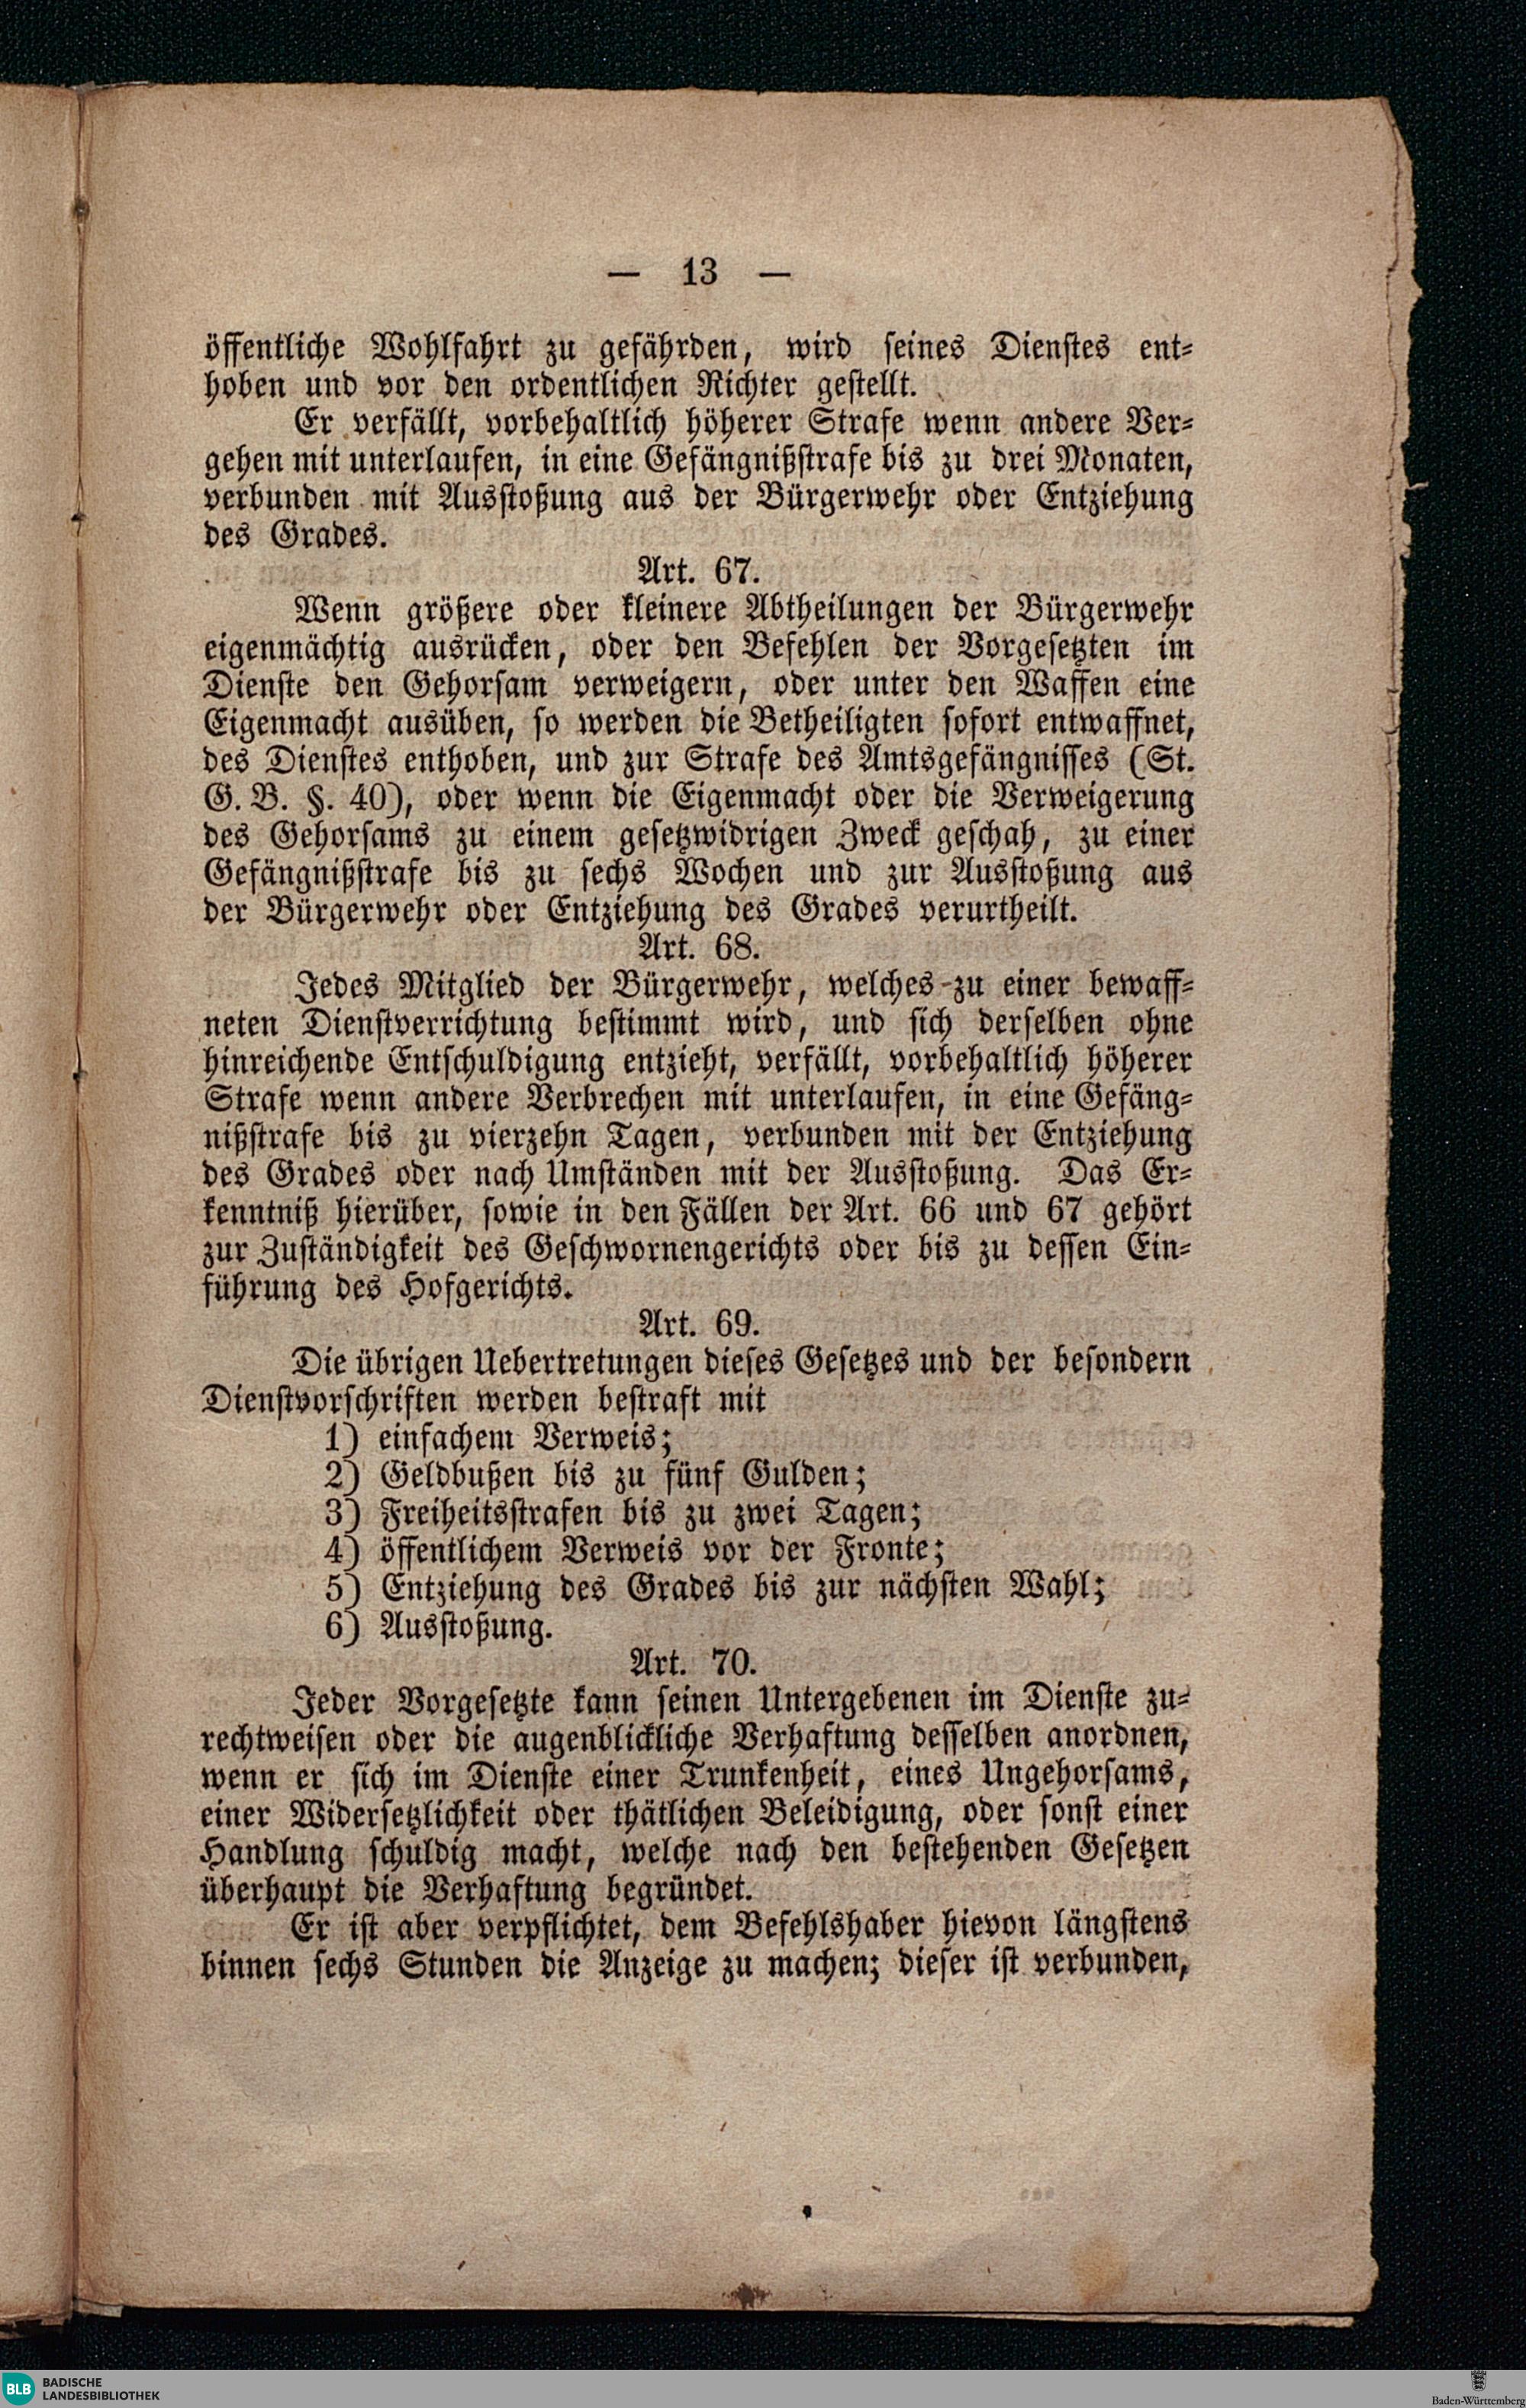 — 13 —
öffentliche Wohlfahrt zu gefährden, wird seines Dienstes ent-
hoben und vor den ordentlichen Richter gestellt.
Er verfällt, vorbehaltlich höherer Strafe wenn andere Ver-
gehen mit unterlaufen, in eine Gefängnißstrafe bis zu drei Monaten,
verbunden mit Ausstoßung aus der Bürgerwehr oder Entziehung
des Grades.
Art. 67.
Wenn größere oder kleinere Abtheilungen der Bürgerwehr
eigenmächtig ausrücken, oder den Befehlen der Vorgesetzten im
Dienste den Gehorsam verweigern, oder unter den Waffen eine
Eigenmacht ausüben, so werden die Betheiligten sofort entwaffnet,
des Dienstes enthoben, und zur Strafe des Amtsgefängnisses (St.
G. B. §. 40), oder wenn die Eigenmacht oder die Verweigerung
des Gehorsams zu einem gesetzwidrigen Zweck geschah, zu einer
Gefängnißstrafe bis zu sechs Wochen und zur Ausstoßung aus
der Bürgerwehr oder Entziehung des Grades verurtheilt.
Art. 68.
Jedes Mitglied der Bürgerwehr, welches zu einer bewaff-
neten Dienstverrichtung bestimmt wird, und sich derselben ohne
hinreichende Entschuldigung entzieht, verfällt, vorbehaltlich höherer
Strafe wenn andere Verbrechen mit unterlaufen, in eine Gefäng-
nißstrafe bis zu vierzehn Tagen, verbunden mit der Entziehung
des Grades oder nach Umständen mit der Ausstoßung. Das Er-
kenntniß hierüber, sowie in den Fällen der Art. 66 und 67 gehört
zur Zuständigkeit des Geschwornengerichts oder bis zu dessen Ein-
führung des Hofgerichts.
Art. 69.
Die übrigen Uebertretungen dieses Gesetzes und der besondern
Dienstvorschriften werden bestraft mit
1) einfachem Verweis;
2) Geldbußen bis zu fünf Gulden;
3) Freiheitsstrafen bis zu zwei Tagen;
4) öffentlichem Verweis vor der Fronte;
5) Entziehung des Grades bis zur nächsten Wahl;
6) Ausstoßung.
Art. 70.
Jeder Vorgesetzte kann seinen Untergebenen im Dienste zu-
rechtweisen oder die augenblickliche Verhaftung desselben anordnen,
wenn er sich im Dienste einer Trunkenheit, eines Ungehorsams,
einer Widersetzlichkeit oder thätlichen Beleidigung, oder sonst einer
Handlung schuldig macht, welche nach den bestehenden Gesetzen
überhaupt die Verhaftung begründet.
Er ist aber verpflichtet, dem Befehlshaber hievon längstens
binnen sechs Stunden die Anzeige zu machen; dieser ist verbunden,
BLB BADISCHE
LANDESBIBLIOTHEK
Baden-Württemberg